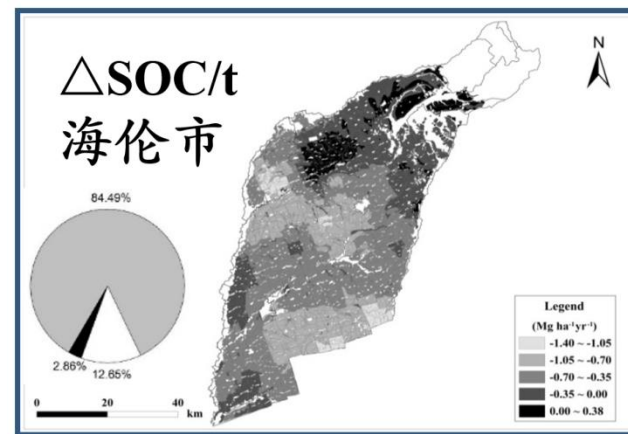 △SOC/t
海伦市
N
84.49%
2.86%
12.65%
0 20 40
km
Legend
(Mg ha⁻¹yr⁻¹)
-1.40 ~ -1.05
-1.05 ~ -0.70
-0.70 ~ -0.35
-0.35 ~ 0.00
0.00 ~ 0.38